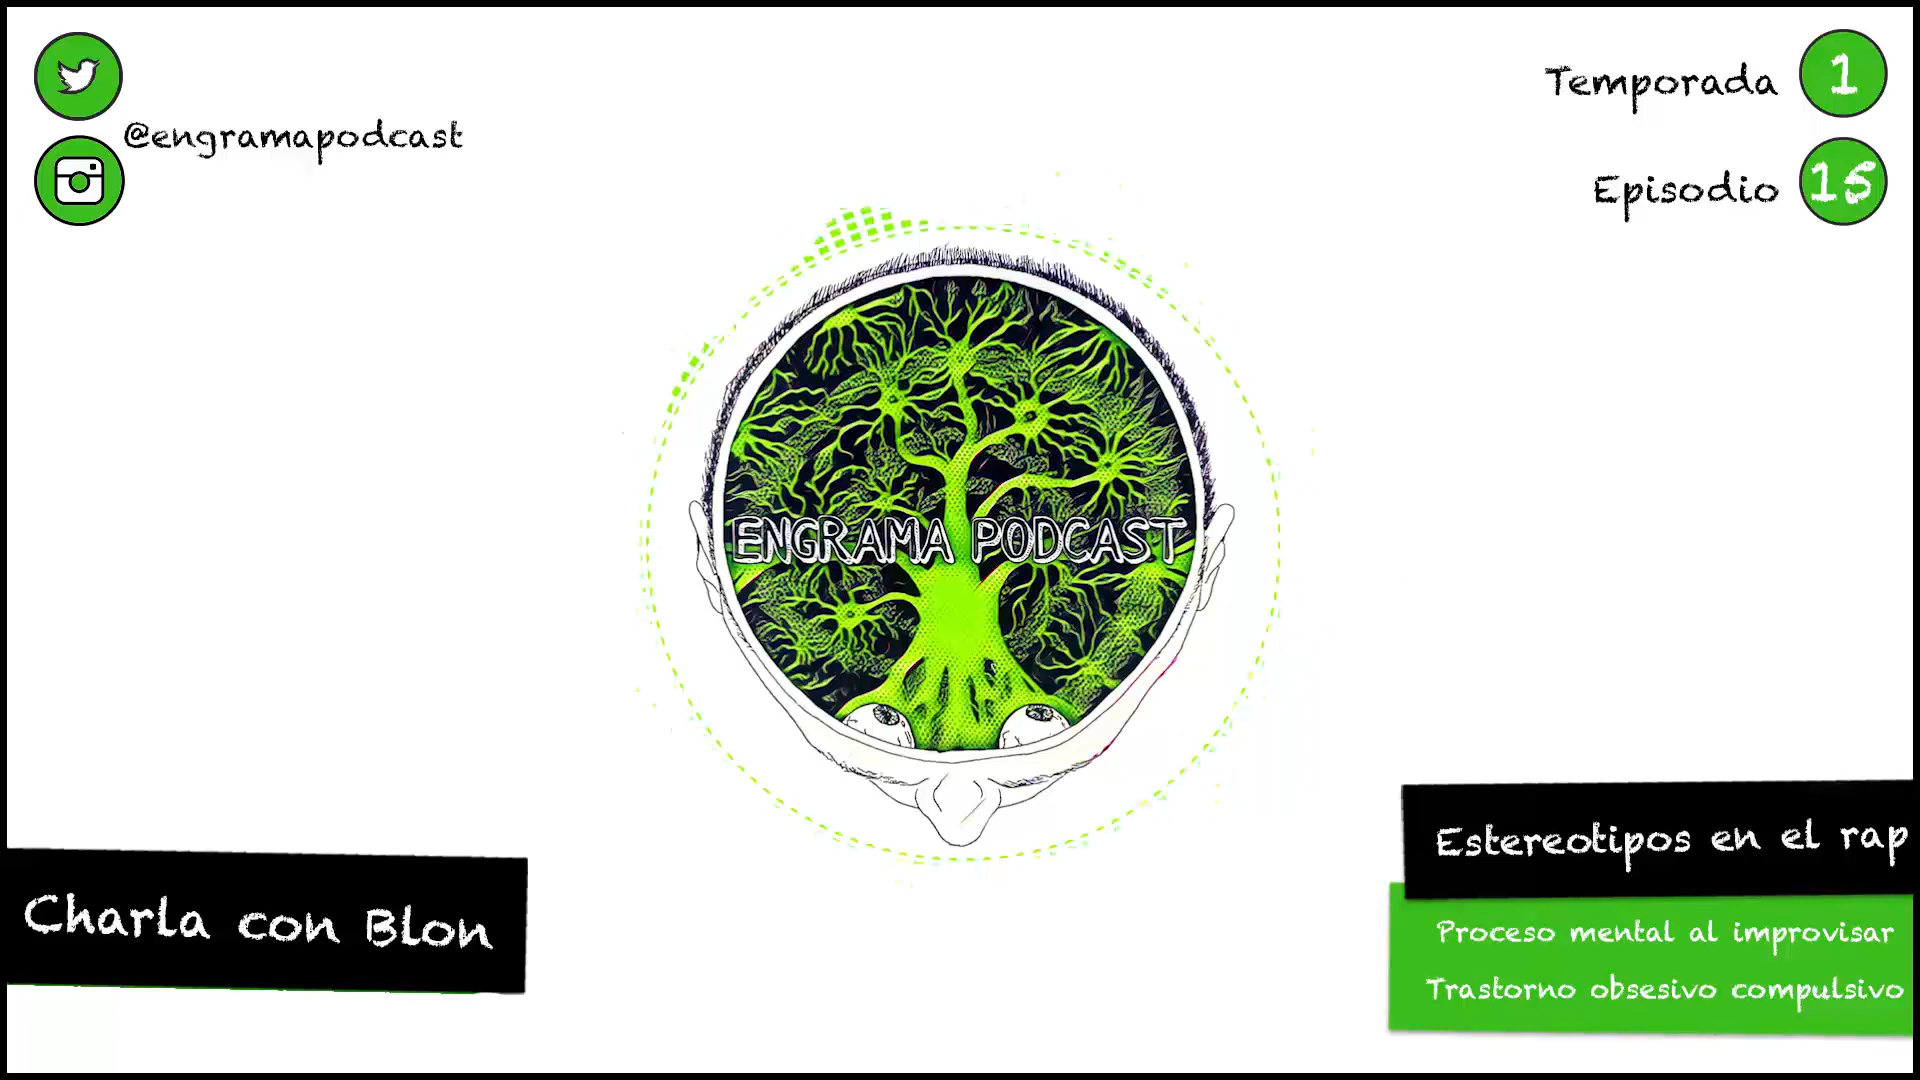 @engramapodcast
Temporada 1
Episodio 15
ENGRAMA PODCAST
Charla con Blon
Estereotipos en el rap
Proceso mental al improvisar
Trastorno obsesivo compulsivo